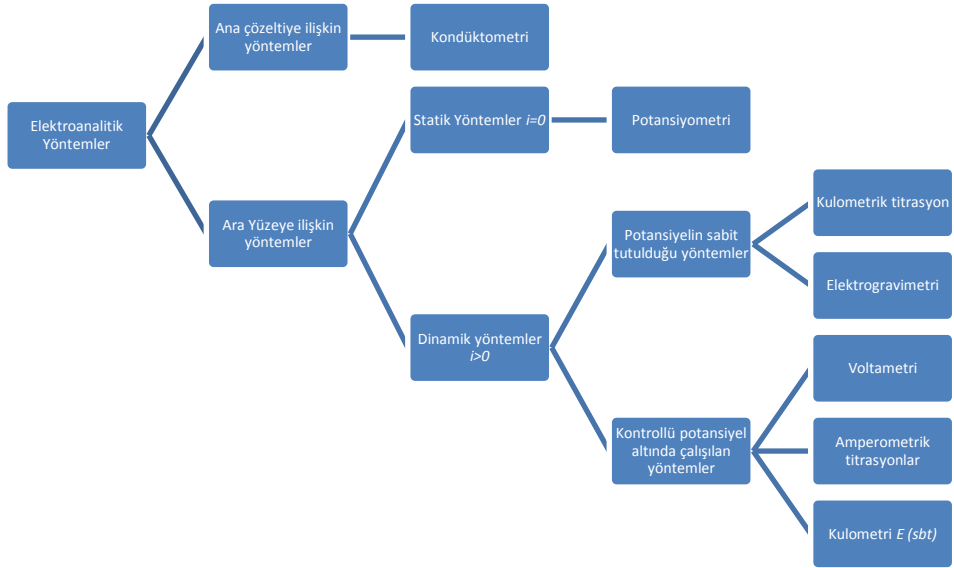 Elektroanalitik
Yöntemler
Ana çözeltiye ilişkin
yöntemler
Kondüktometri
Ara Yüzeye ilişkin
yöntemler
Statik Yöntemler i=0
Potansiyometri
Dinamik yöntemler
i>0
Potansiyelin sabit
tutulduğu yöntemler
Kulometrik titrasyon
Elektrogravimetri
Kontrollü potansiyel
altında çalışılan
yöntemler
Voltametri
Amperometrik
titrasyonlar
Kulometri E (sbt)